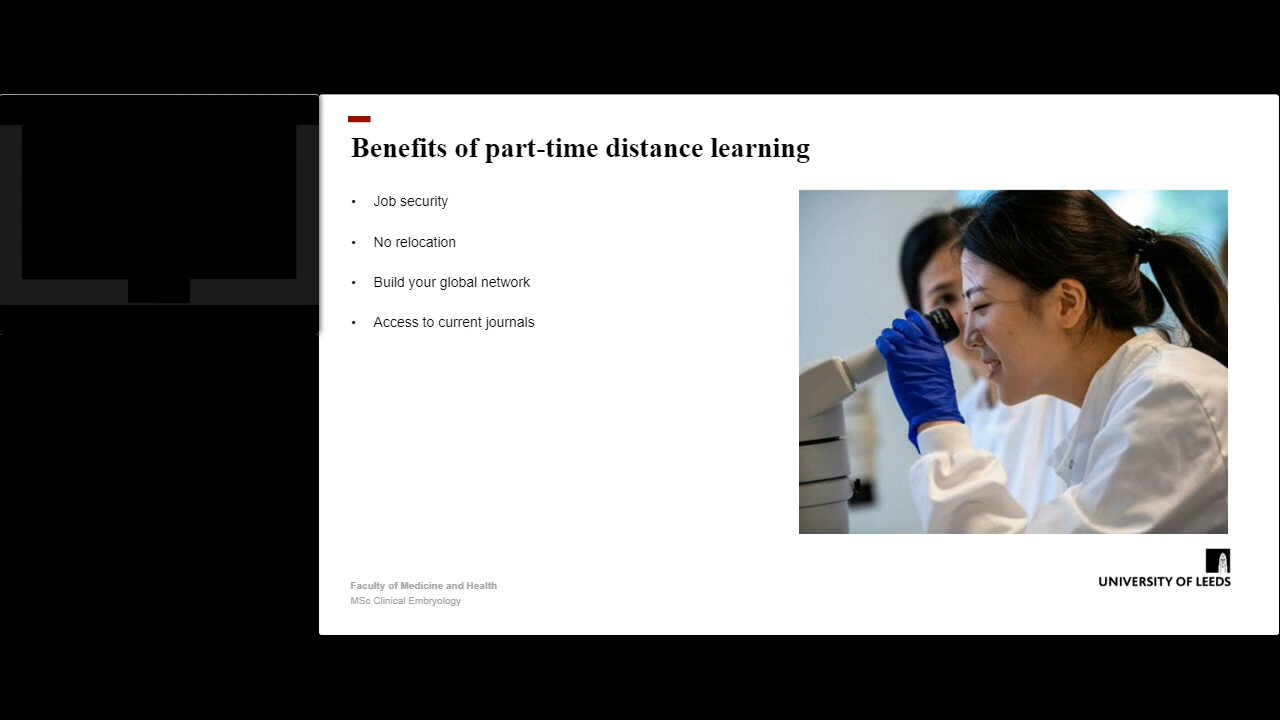 Benefits of part-time distance learning
• Job security
• No relocation
• Build your global network
• Access to current journals
Faculty of Medicine and Health
MSc Clinical Embryology
UNIVERSITY OF LEEDS